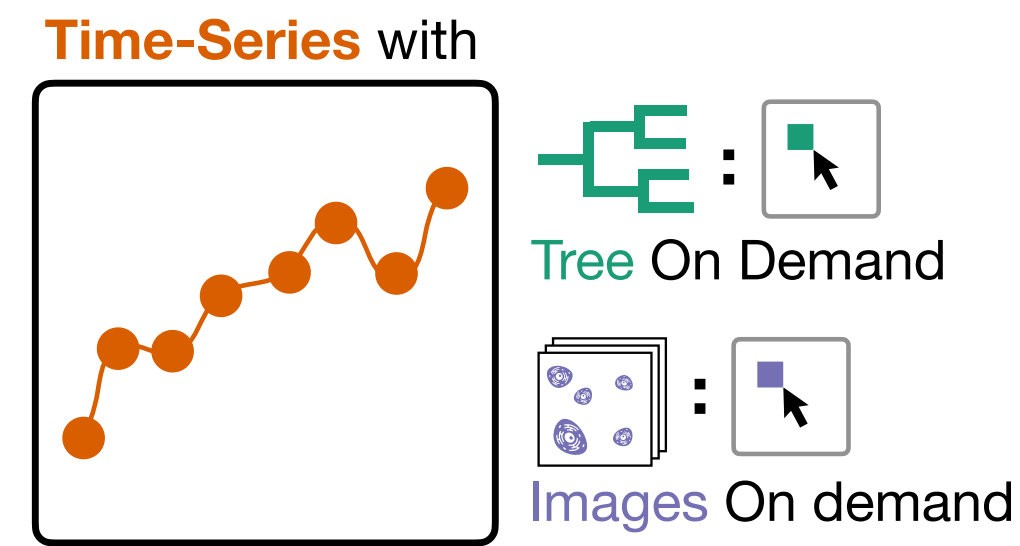 Time-Series with
:
Tree On Demand
:
Images On demand